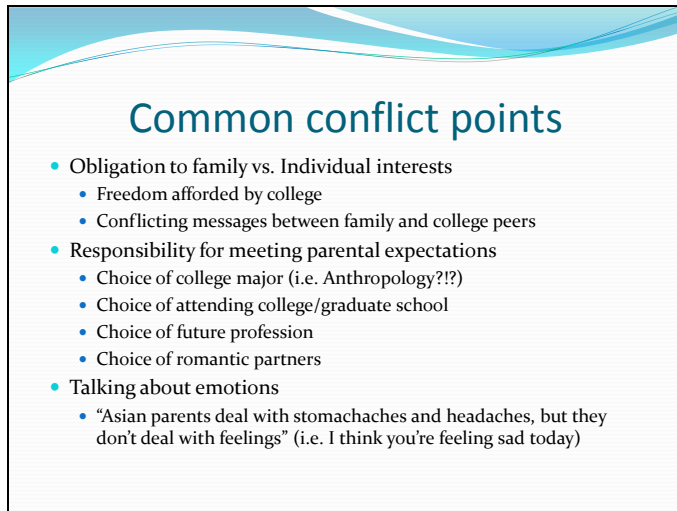 Common conflict points
• Obligation to family vs. Individual interests
• Freedom afforded by college
• Conflicting messages between family and college peers
• Responsibility for meeting parental expectations
• Choice of college major (i.e. Anthropology?!?)
• Choice of attending college/graduate school
• Choice of future profession
• Choice of romantic partners
• Talking about emotions
• “Asian parents deal with stomachaches and headaches, but they
don’t deal with feelings” (i.e. I think you’re feeling sad today)